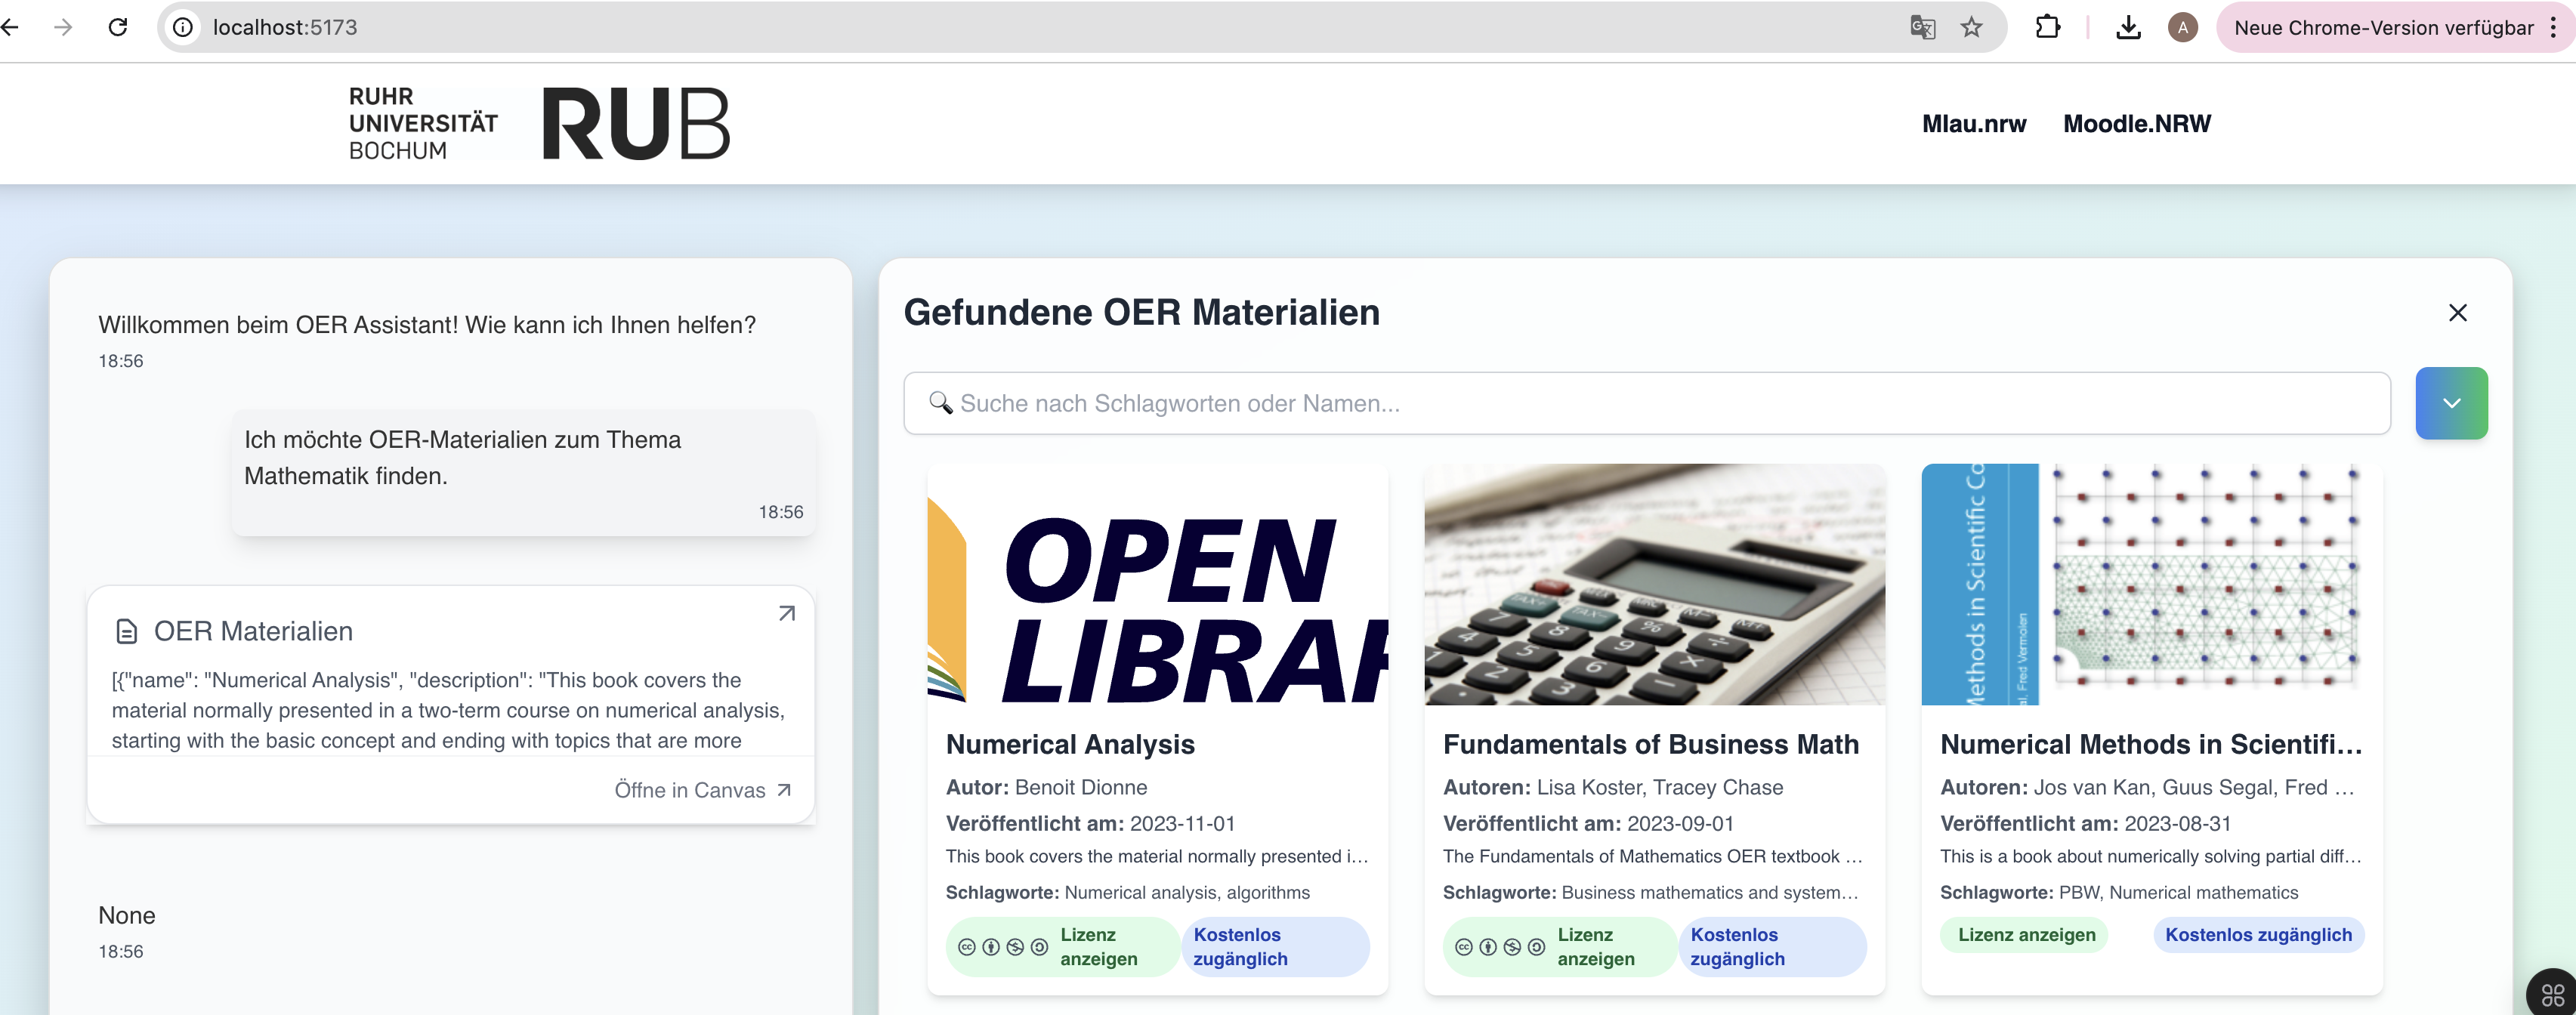 localhost:5173
A
Neue Chrome-Version verfügbar
RUHR
UNIVERSITÄT
BOCHUM
RUB
MIau.nrw
Moodle.NRW
Willkommen beim OER Assistant! Wie kann ich Ihnen helfen?
18:56
Ich möchte OER-Materialien zum Thema
Mathematik finden.
18:56
OER Materialien
[{"name": "Numerical Analysis", "description": "This book covers the
material normally presented in a two-term course on numerical analysis,
starting with the basic concept and ending with topics that are more
Öffne in Canvas
None
18:56
Gefundene OER Materialien
Suche nach Schlagworten oder Namen...
OPEN
LIBRAR
Numerical Analysis
Autor: Benoit Dionne
Veröffentlicht am: 2023-11-01
This book covers the material normally presented i...
Schlagworte: Numerical analysis, algorithms
Lizenz
anzeigen
Kostenlos
zugänglich
Fundamentals of Business Math
Autoren: Lisa Koster, Tracey Chase
Veröffentlicht am: 2023-09-01
The Fundamentals of Mathematics OER textbook ...
Schlagworte: Business mathematics and system...
Lizenz
anzeigen
Kostenlos
zugänglich
Methods in Scientific Co
al, Fred Vermolen
Numerical Methods in Scientifi...
Autoren: Jos van Kan, Guus Segal, Fred ...
Veröffentlicht am: 2023-08-31
This is a book about numerically solving partial diff...
Schlagworte: PBW, Numerical mathematics
Lizenz anzeigen
Kostenlos zugänglich